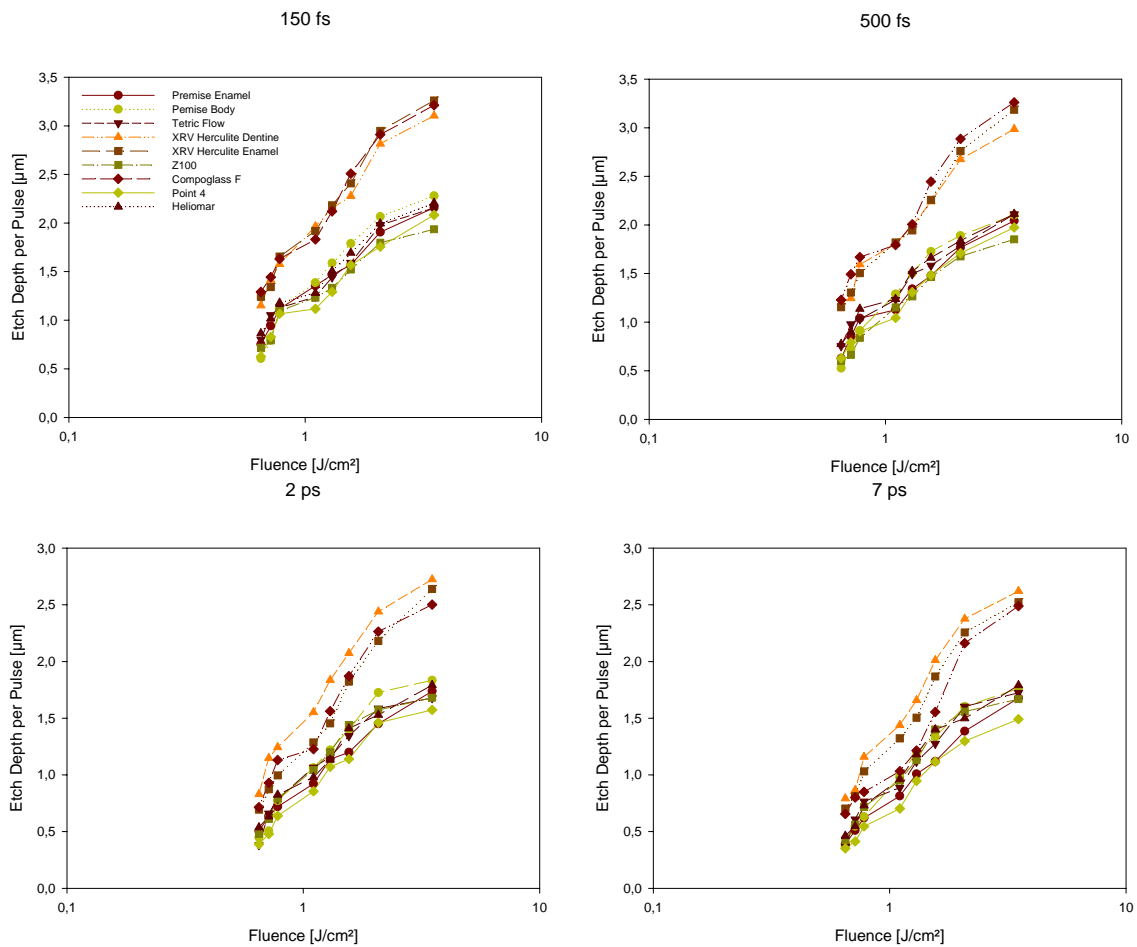 150 fs
500 fs
Etch Depth per Pulse [µm]
3,5
3,0
2,5
2,0
1,5
1,0
0,5
0,0
Premise Enamel
Pemise Body
Tetric Flow
XRV Herculite Dentine
XRV Herculite Enamel
Z100
Compoglass F
Point 4
Heliomar
0,1
1
10
Fluence [J/cm²]
Etch Depth per Pulse [µm]
3,5
3,0
2,5
2,0
1,5
1,0
0,5
0,0
0,1
1
10
Fluence [J/cm²]
2 ps
7 ps
Etch Depth per Pulse [µm]
3,0
2,5
2,0
1,5
1,0
0,5
0,0
0,1
1
10
Fluence [J/cm²]
Etch Depth per Pulse [µm]
3,0
2,5
2,0
1,5
1,0
0,5
0,0
0,1
1
10
Fluence [J/cm²]